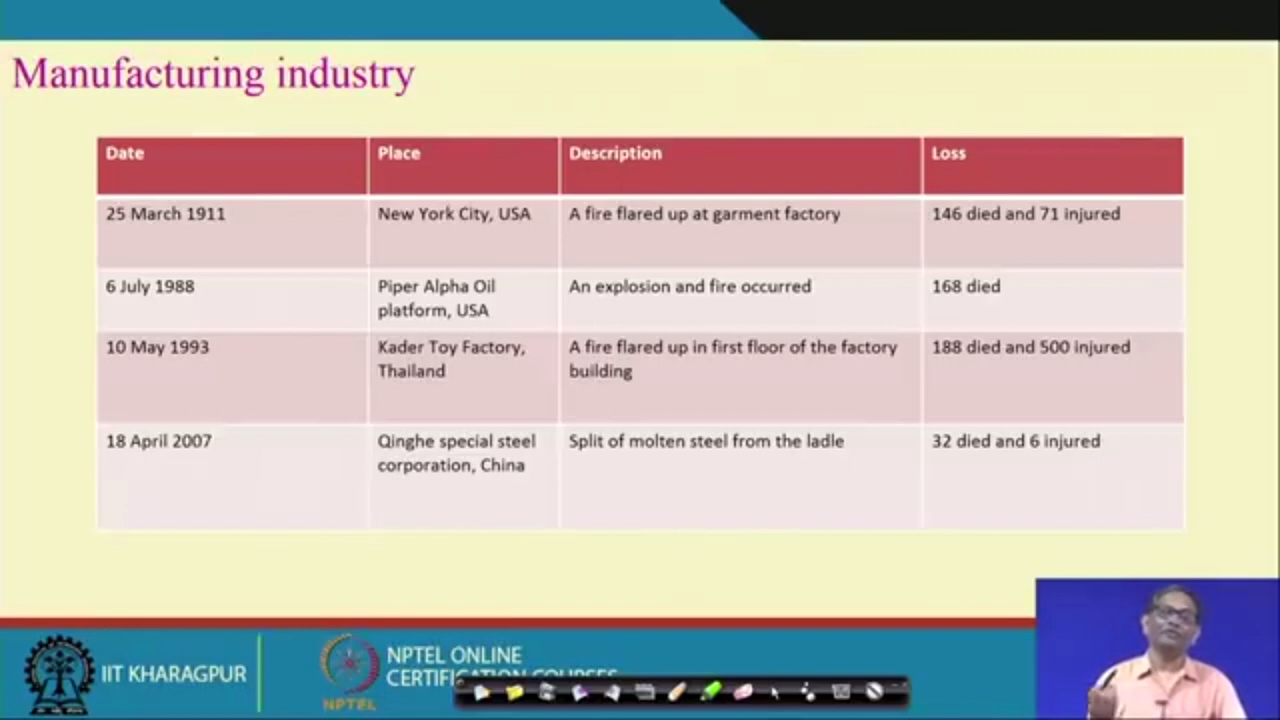 Manufacturing industry
Date Place Description Loss
25 March 1911 New York City, USA A fire flared up at garment factory 146 died and 71 injured
6 July 1988 Piper Alpha Oil An explosion and fire occurred 168 died
platform, USA
10 May 1993 Kader Toy Factory, A fire flared up in first floor of the factory 188 died and 500 injured
Thailand building
18 April 2007 Qinghe special steel Split of molten steel from the ladle 32 died and 6 injured
corporation, China
IIT KHARAGPUR
NPTEL
NPTEL ONLINE
CERTIFICATION COURSES